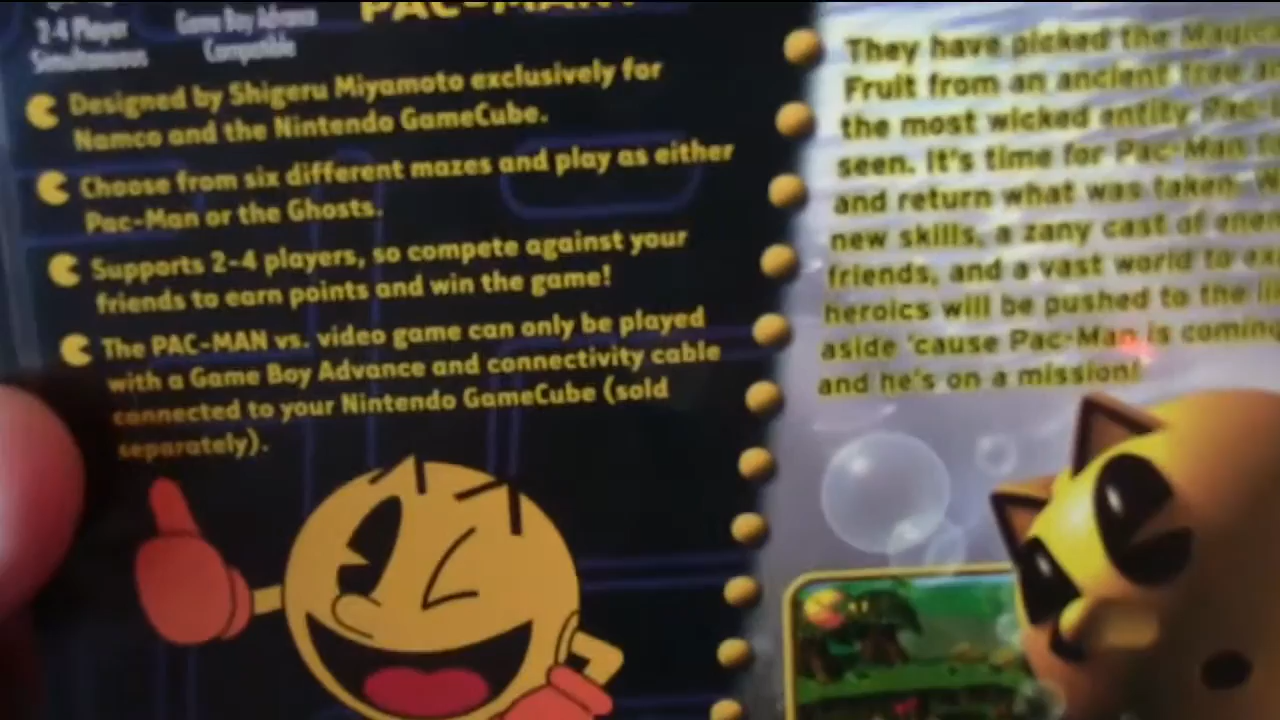 PAC-MAN
2-4 Player
Simultaneous
Game Boy Advance
Compatible
Designed by Shigeru Miyamoto exclusively for
Namco and the Nintendo GameCube.
Choose from six different mazes and play as either
Pac-Man or the Ghosts.
Supports 2-4 players, so compete against your
friends to earn points and win the game!
The PAC-MAN vs. video game can only be played
with a Game Boy Advance and connectivity cable
connected to your Nintendo GameCube (sold
separately).
They have picked the
Fruit from an ancient tree
the most wicked entity
seen. It's time for Pac-Man
and return what was taken.
new skills, a zany cast of
friends, and a vast world to
heroics will be pushed to the
aside 'cause Pac-Man is
and he's on a mission!